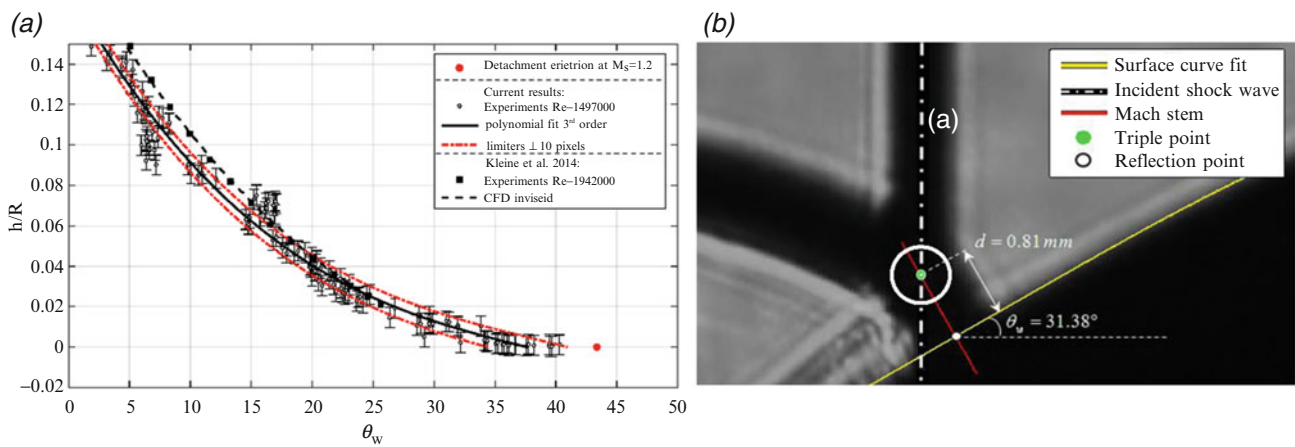 (a)
h/R
0.14
0.12
0.1
0.08
0.06
0.04
0.02
0
−0.02
0 5 10 15 20 25 30 35 40 45 50
θw
Detachment erietrion at MS=1.2
Current results:
Experiments Re–1497000
polynomial fit 3rd order
limiters ⊥ 10 pixels
Kleine et al. 2014:
Experiments Re–1942000
CFD inviseid
(b)
Surface curve fit
Incident shock wave
Mach stem
Triple point
Reflection point
(a)
d = 0.81mm
θw = 31.38°